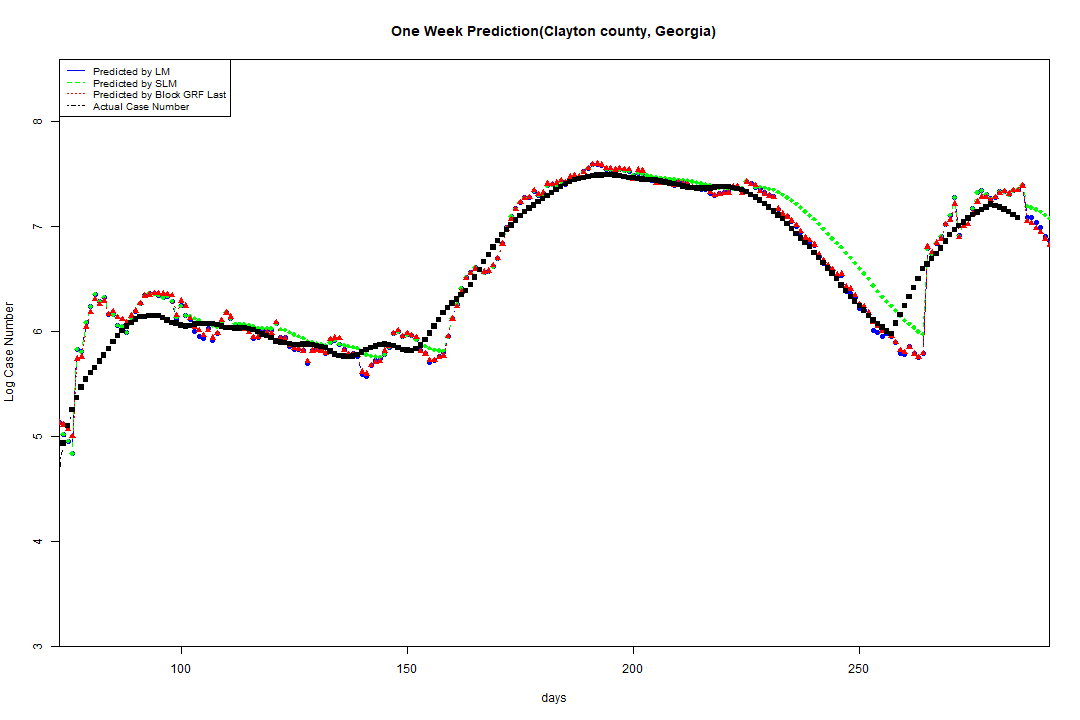 One Week Prediction(Clayton county, Georgia)
Predicted by LM
Predicted by SLM
Predicted by Block GRF Last
Actual Case Number
8
7
6
5
4
3
Log Case Number
100
150
200
250
days